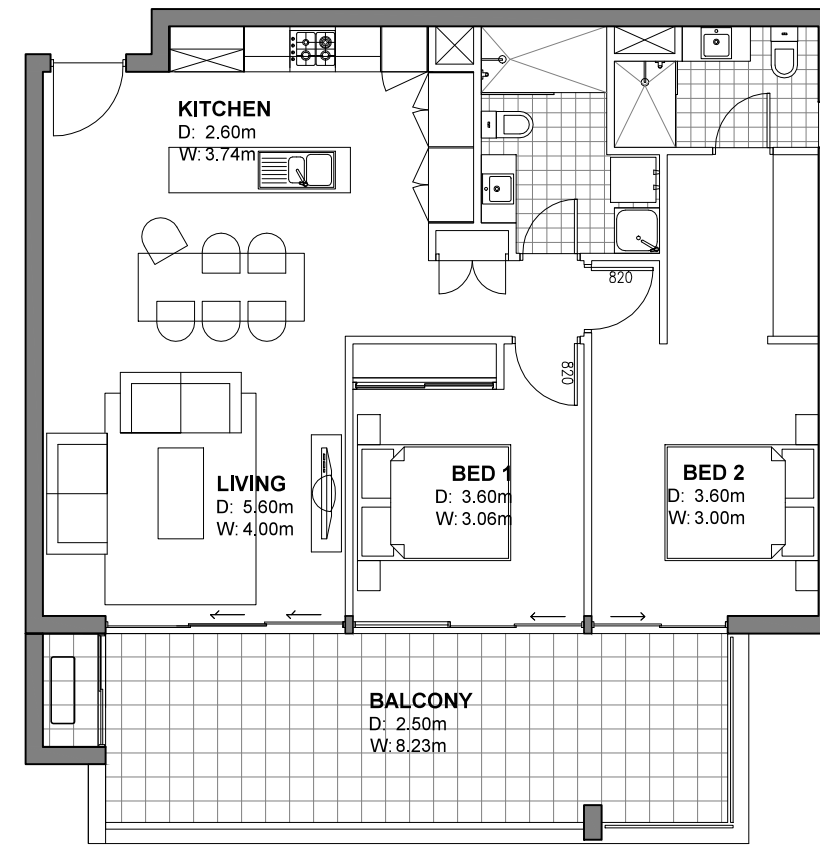 KITCHEN
D: 2.60m
W: 3.74m
820
820
LIVING
D: 5.60m
W: 4.00m
BED 1
D: 3.60m
W: 3.06m
BED 2
D: 3.60m
W: 3.00m
BALCONY
D: 2.50m
W: 8.23m